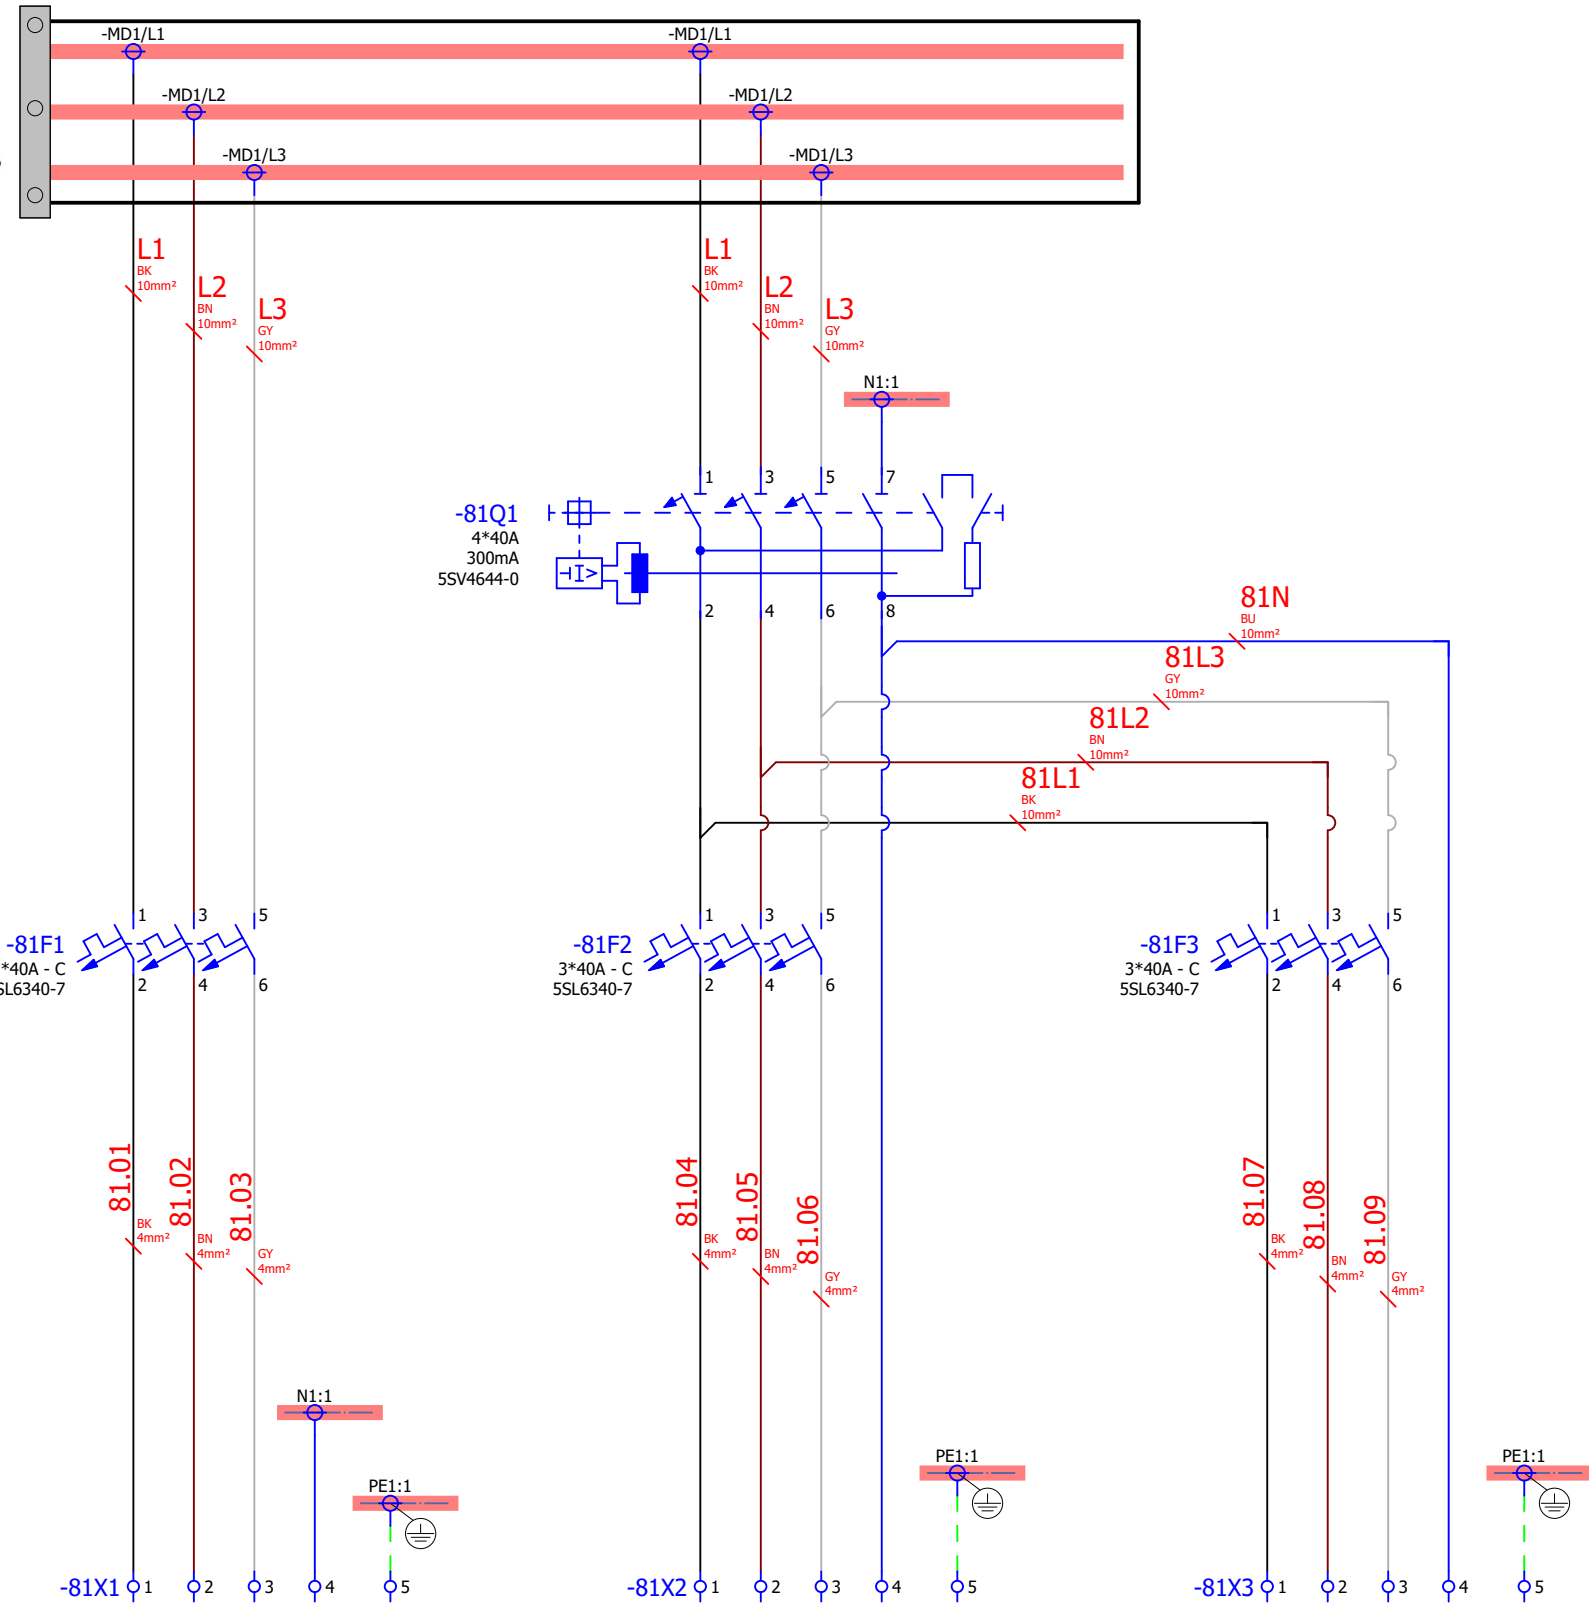 -MD1/L1
-MD1/L1
-MD1/L2
-MD1/L2
-MD1/L3
-MD1/L3
L1
BK
10mm²
L2
BN
10mm²
L3
GY
10mm²
L1
BK
10mm²
L2
BN
10mm²
L3
GY
10mm²
N1:1
1
3
5
7
-81Q1
4*40A
300mA
5SV4644-0
2
4
6
8
81N
BU
10mm²
81L3
GY
10mm²
81L2
BN
10mm²
81L1
BK
10mm²
1
3
5
-81F1
*40A - C
SL6340-7
2
4
6
1
3
5
-81F2
3*40A - C
5SL6340-7
2
4
6
1
3
5
-81F3
3*40A - C
5SL6340-7
2
4
6
81.01
BK
4mm²
81.02
BN
4mm²
81.03
GY
4mm²
81.04
BK
4mm²
81.05
BN
4mm²
81.06
GY
4mm²
81.07
BK
4mm²
81.08
BN
4mm²
81.09
GY
4mm²
N1:1
PE1:1
PE1:1
PE1:1
-81X1
1
2
3
4
5
-81X2
1
2
3
4
5
-81X3
1
2
3
4
5